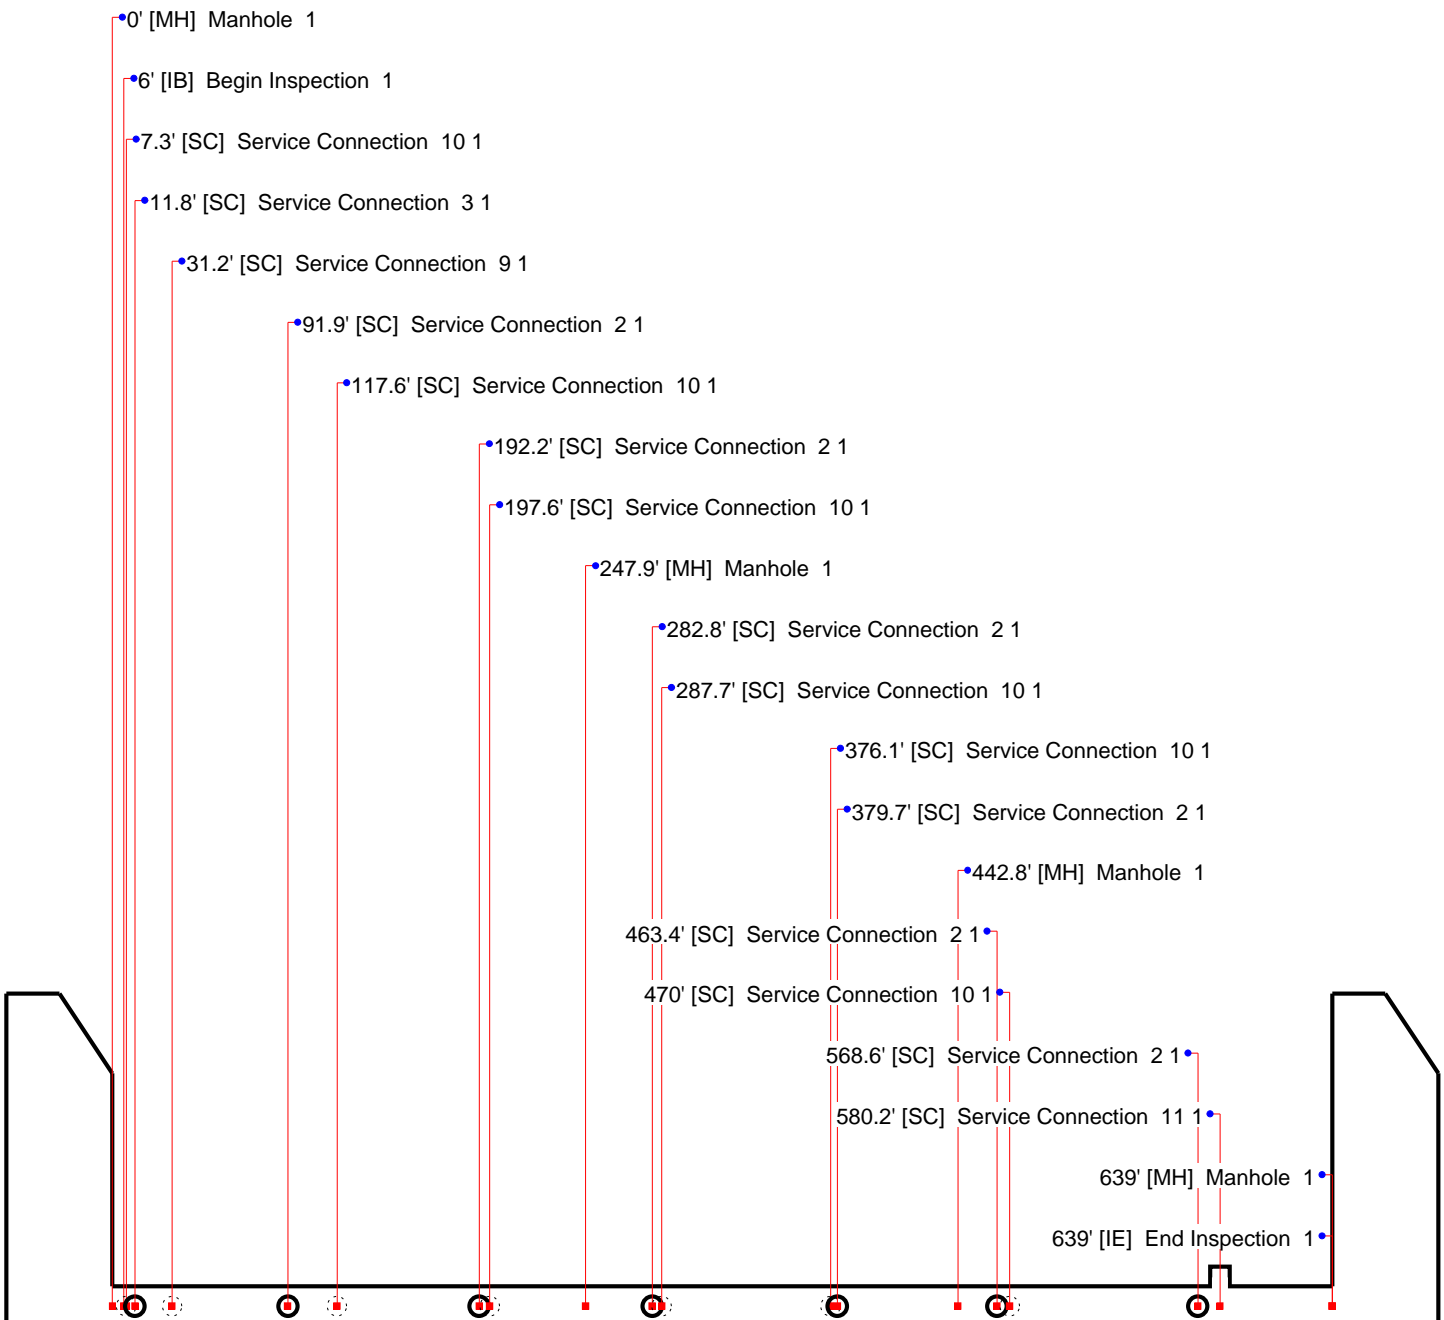 0' [MH]  Manhole  1
6' [IB]  Begin Inspection  1
7.3' [SC]  Service Connection  10 1
11.8' [SC]  Service Connection  3 1
31.2' [SC]  Service Connection  9 1
91.9' [SC]  Service Connection  2 1
117.6' [SC]  Service Connection  10 1
192.2' [SC]  Service Connection  2 1
197.6' [SC]  Service Connection  10 1
247.9' [MH]  Manhole  1
282.8' [SC]  Service Connection  2 1
287.7' [SC]  Service Connection  10 1
376.1' [SC]  Service Connection  10 1
379.7' [SC]  Service Connection  2 1
442.8' [MH]  Manhole  1
463.4' [SC]  Service Connection  2 1
470' [SC]  Service Connection  10 1
568.6' [SC]  Service Connection  2 1
580.2' [SC]  Service Connection  11 1
639' [MH]  Manhole  1
639' [IE]  End Inspection  1